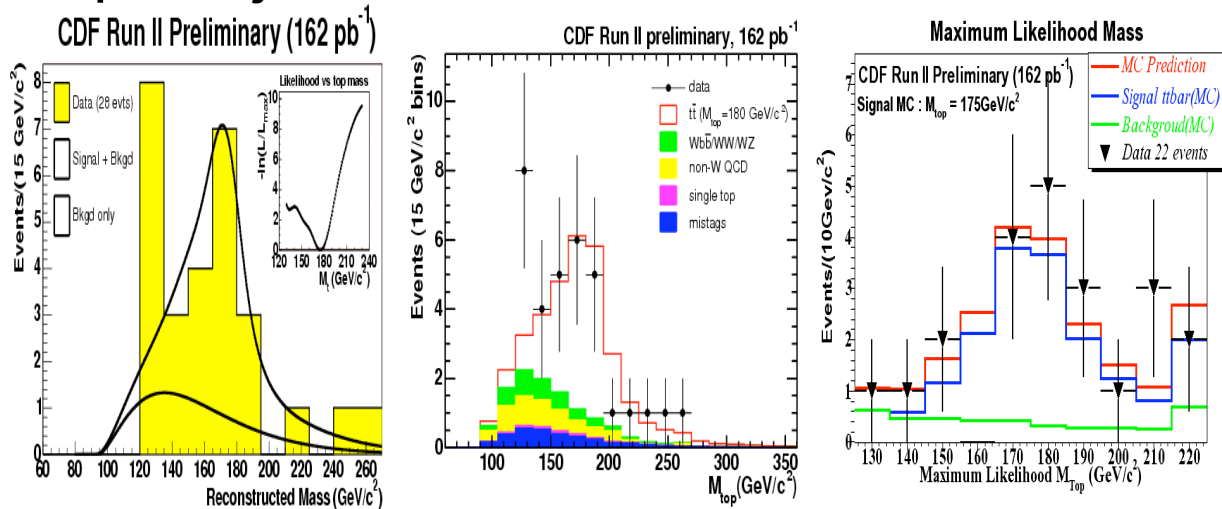 CDF Run II Preliminary (162 pb-1)
Events/(15 GeV/c2)
8
7
6
5
4
3
2
1
0
Data (28 evts)
Signal + Bkgd
Bkgd only
Likelihood vs top mass
-ln(L/Lmax)
10
8
6
4
2
0
120 150 180 210 240
Mt (GeV/c2)
60 80 100 120 140 160 180 200 220 240 260
Reconstructed Mass (GeV/c2)
CDF Run II preliminary, 162 pb-1
Events (15 GeV/c2 bins)
10
8
6
4
2
0
data
tt̄ (Mtop=180 GeV/c2)
Wbb̄/WW/WZ
non-W QCD
single top
mistags
100 150 200 250 300 350
Mtop(GeV/c2)
Maximum Likelihood Mass
CDF Run II Preliminary (162 pb-1)
Signal MC : MTop = 175GeV/c2
MC Prediction
Signal ttbar(MC)
Backgroud(MC)
Data 22 events
Events/(10Gev/c2)
7
6
5
4
3
2
1
0
130 140 150 160 170 180 190 200 210 220
Maximum Likelihood MTop (GeV/c2)